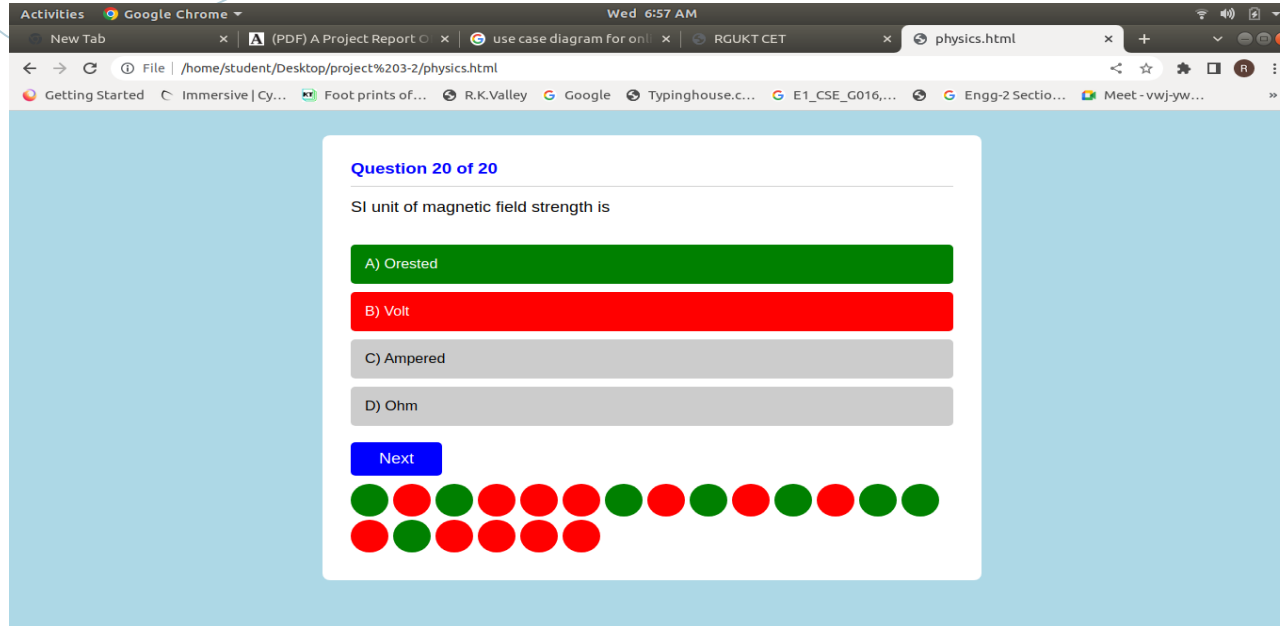 Activities Google Chrome Wed 6:57 AM
New Tab (PDF) A Project Report O use case diagram for onli RGUKT CET physics.html
File /home/student/Desktop/project%203-2/physics.html R
Getting Started Immersive | Cy... Foot prints of... R.K.Valley Google Typinghouse.c... E1_CSE_G016,... Engg-2 Sectio... Meet - vwj-yw... »
Question 20 of 20
SI unit of magnetic field strength is
A) Orested
B) Volt
C) Ampered
D) Ohm
Next